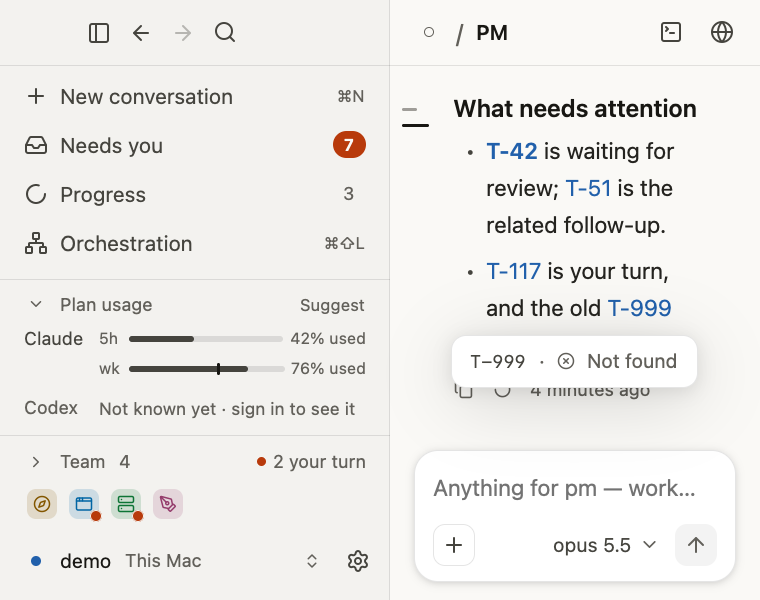 New conversation ⌘N
Needs you 7
Progress 3
Orchestration ⌘⇧L
Plan usage Suggest
Claude 5h 42% used
wk 76% used
Codex Not known yet · sign in to see it
Team 4 2 your turn
demo This Mac
/ PM
What needs attention
• T-42 is waiting for
review; T-51 is the
related follow-up.
• T-117 is your turn,
and the old T-999
T-999 · Not found
4 minutes ago
Anything for pm — work...
opus 5.5